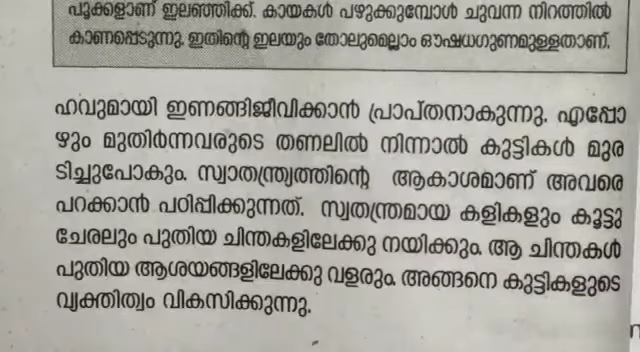 പൂക്കളാണ് ഇലഞ്ഞിക്ക്. കായകൾ പഴുക്കുമ്പോൾ ചുവന്ന നിറത്തിൽ
കാണപ്പെടുന്നു. ഇതിന്റെ ഇലയും തോലുമെല്ലാം ഔഷധഗുണമുള്ളതാണ്.
ഹവുമായി ഇണങ്ങിജീവിക്കാൻ പ്രാപ്തനാകുന്നു. എപ്പോ
ഴും മുതിർന്നവരുടെ തണലിൽ നിന്നാൽ കുട്ടികൾ മുര
ടിച്ചുപോകും. സ്വാതന്ത്ര്യത്തിന്റെ ആകാശമാണ് അവരെ
പറക്കാൻ പഠിപ്പിക്കുന്നത്. സ്വതന്ത്രമായ കളികളും കൂട്ടു
ചേരലും പുതിയ ചിന്തകളിലേക്കു നയിക്കും. ആ ചിന്തകൾ
പുതിയ ആശയങ്ങളിലേക്കു വളരും. അങ്ങനെ കുട്ടികളുടെ
വ്യക്തിത്വം വികസിക്കുന്നു.